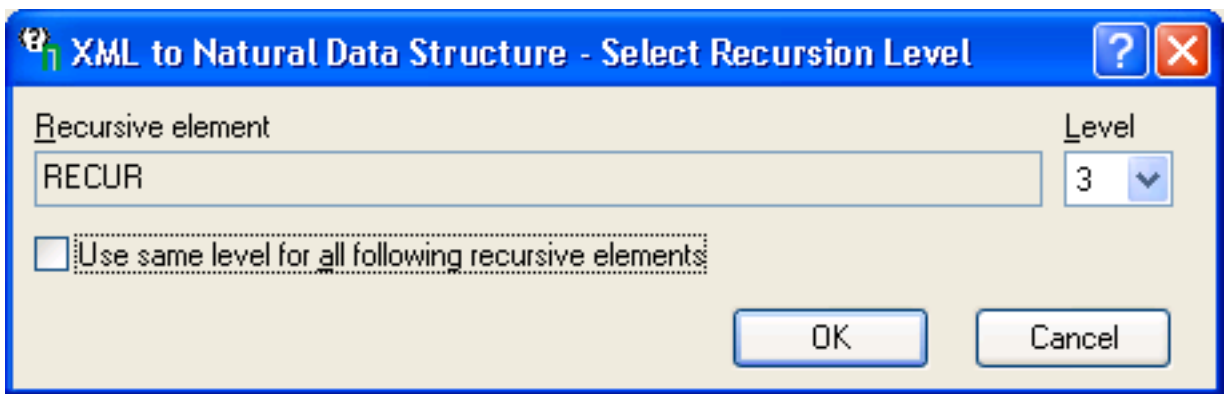 XML to Natural Data Structure - Select Recursion Level
Recursive element Level
RECUR 3
Use same level for all following recursive elements
OK Cancel